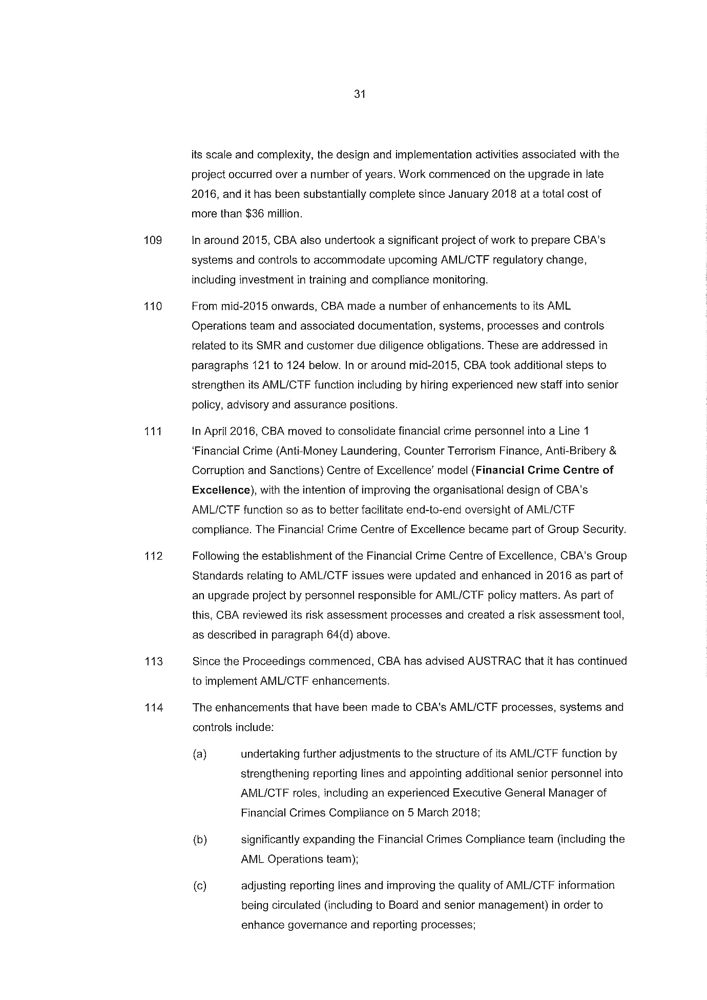 31
its scale and complexity, the design and implementation activities associated with the
project occurred over a number of years. Work commenced on the upgrade in late
2016, and it has been substantially complete since January 2018 at a total cost of
more than $36 million.
109 In around 2015, CBA also undertook a significant project of work to prepare CBA's
systems and controls to accommodate upcoming AML/CTF regulatory change,
including investment in training and compliance monitoring.
110 From mid-2015 onwards, CBA made a number of enhancements to its AML
Operations team and associated documentation, systems, processes and controls
related to its SMR and customer due diligence obligations. These are addressed in
paragraphs 121 to 124 below. In or around mid-2015, CBA took additional steps to
strengthen its AML/CTF function including by hiring experienced new staff into senior
policy, advisory and assurance positions.
111 In April 2016, CBA moved to consolidate financial crime personnel into a Line 1
'Financial Crime (Anti-Money Laundering, Counter Terrorism Finance, Anti-Bribery &
Corruption and Sanctions) Centre of Excellence' model (Financial Crime Centre of
Excellence), with the intention of improving the organisational design of CBA's
AML/CTF function so as to better facilitate end-to-end oversight of AML/CTF
compliance. The Financial Crime Centre of Excellence became part of Group Security.
112 Following the establishment of the Financial Crime Centre of Excellence, CBA's Group
Standards relating to AML/CTF issues were updated and enhanced in 2016 as part of
an upgrade project by personnel responsible for AML/CTF policy matters. As part of
this, CBA reviewed its risk assessment processes and created a risk assessment tool,
as described in paragraph 64(d) above.
113 Since the Proceedings commenced, CBA has advised AUSTRAC that it has continued
to implement AML/CTF enhancements.
114 The enhancements that have been made to CBA's AML/CTF processes, systems and
controls include:
(a) undertaking further adjustments to the structure of its AML/CTF function by
strengthening reporting lines and appointing additional senior personnel into
AML/CTF roles, including an experienced Executive General Manager of
Financial Crimes Compliance on 5 March 2018;
(b) significantly expanding the Financial Crimes Compliance team (including the
AML Operations team);
(c) adjusting reporting lines and improving the quality of AML/CTF information
being circulated (including to Board and senior management) in order to
enhance governance and reporting processes;